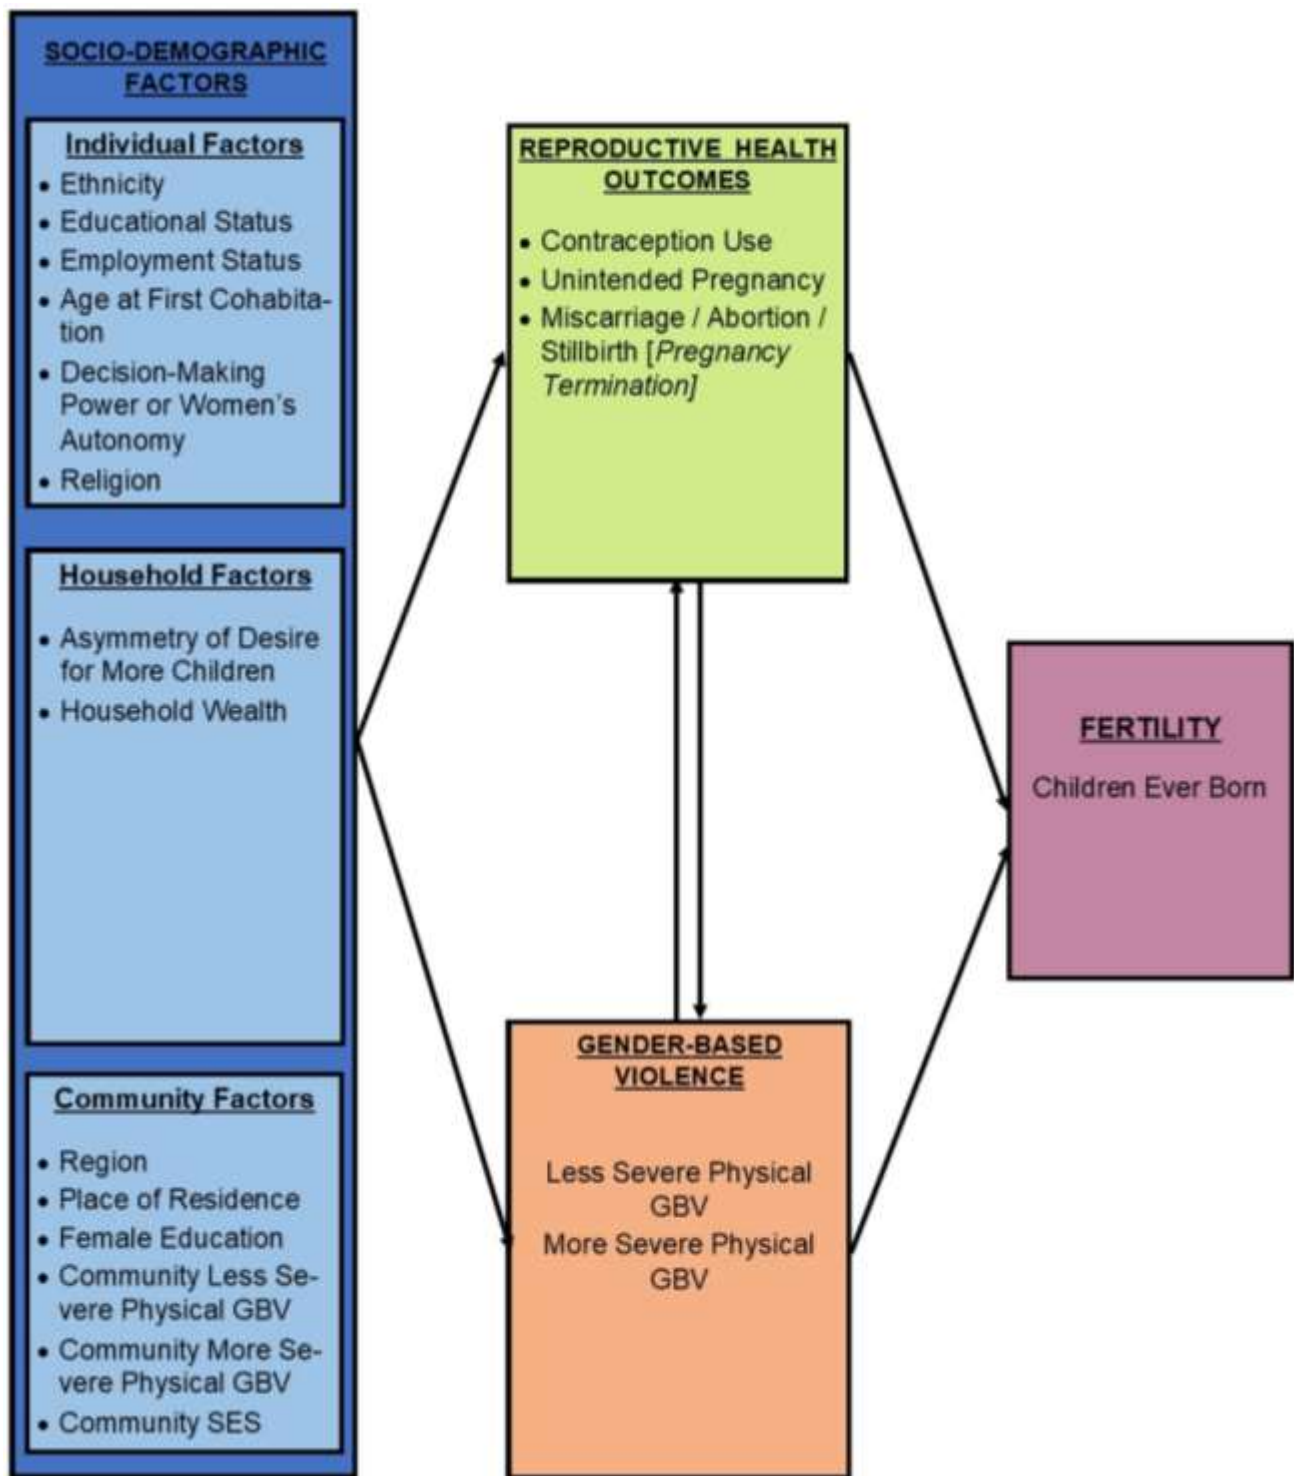 SOCIO-DEMOGRAPHIC
FACTORS
Individual Factors
• Ethnicity
• Educational Status
• Employment Status
• Age at First Cohabita-
tion
• Decision-Making
Power or Women's
Autonomy
• Religion
Household Factors
• Asymmetry of Desire
for More Children
• Household Wealth
Community Factors
• Region
• Place of Residence
• Female Education
• Community Less Se-
vere Physical GBV
• Community More Se-
vere Physical GBV
• Community SES
REPRODUCTIVE HEALTH
OUTCOMES
• Contraception Use
• Unintended Pregnancy
• Miscarriage / Abortion /
Stillbirth [Pregnancy
Termination]
GENDER-BASED
VIOLENCE
Less Severe Physical
GBV
More Severe Physical
GBV
FERTILITY
Children Ever Born